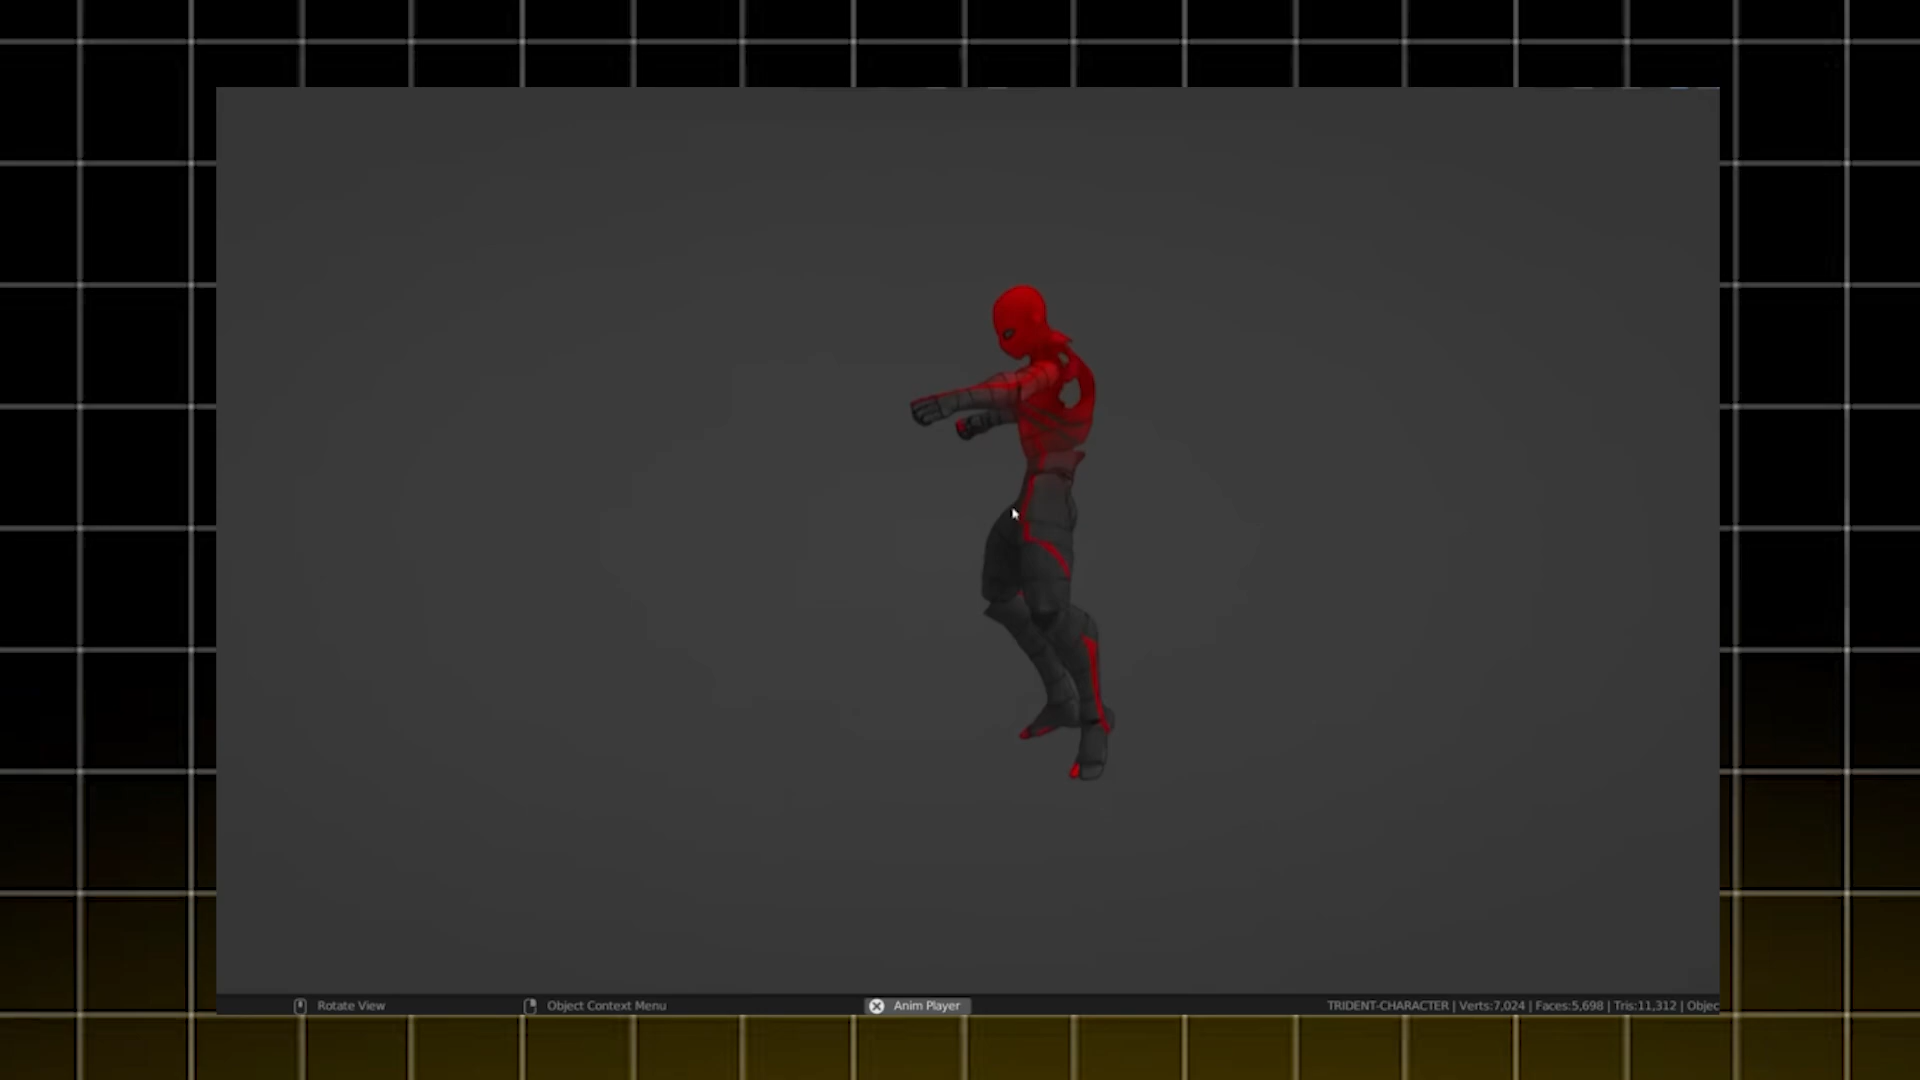 Rotate View
Object Context Menu
Anim Player
TRIDENT-CHARACTER | Verts:7,024 | Faces:5,698 | Tris:11,312 | Objec